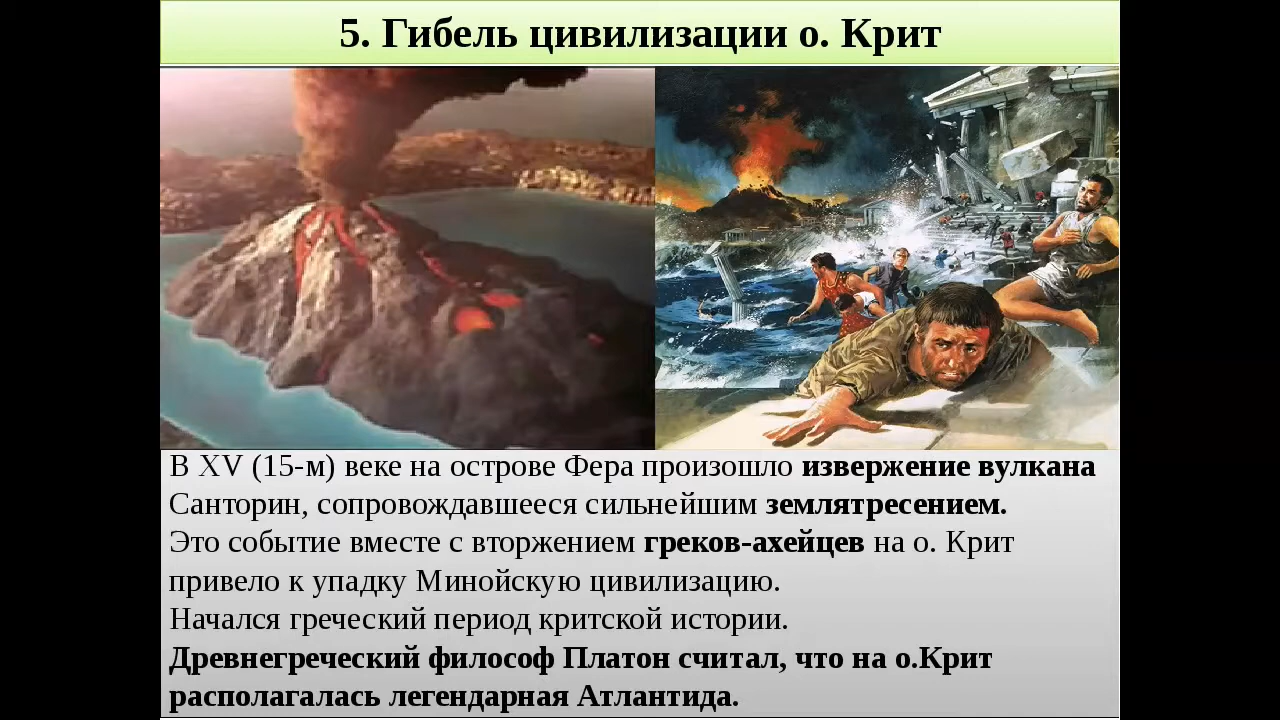 5. Гибель цивилизации о. Крит
В XV (15-м) веке на острове Фера произошло извержение вулкана
Санторин, сопровождавшееся сильнейшим землятресением.
Это событие вместе с вторжением греков-ахейцев на о. Крит
привело к упадку Минойскую цивилизацию.
Начался греческий период критской истории.
Древнегреческий философ Платон считал, что на о.Крит
располагалась легендарная Атлантида.